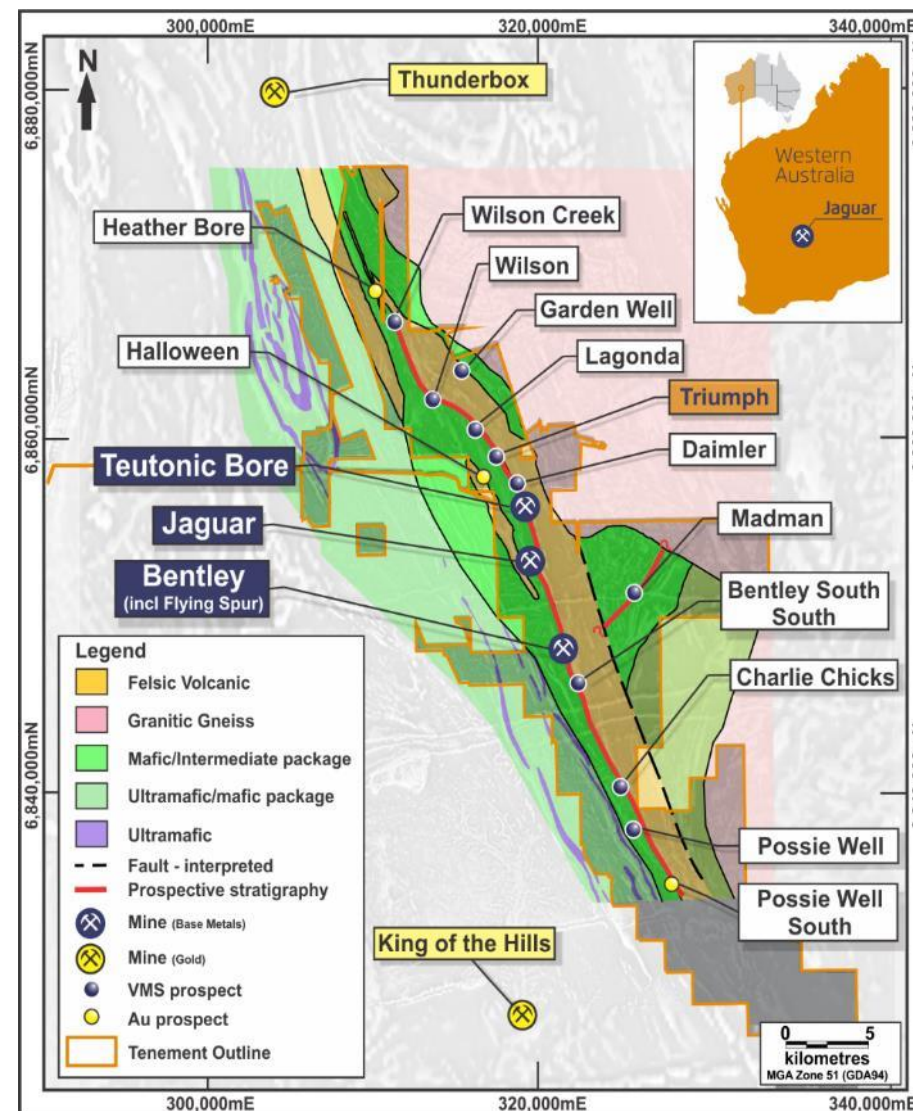 300,000mE
320,000mE
340,000mE
N
6,880,000mN
Thunderbox
Western
Australia
Jaguar
Heather Bore
Wilson Creek
Wilson
Garden Well
Halloween
Lagonda
6,860,000mN
Triumph
Teutonic Bore
Daimler
Jaguar
Madman
Bentley
(incl Flying Spur)
Bentley South
South
Charlie Chicks
6,840,000mN
Possie Well
Possie Well
South
King of the Hills
Legend
Felsic Volcanic
Granitic Gneiss
Mafic/Intermediate package
Ultramafic/mafic package
Ultramafic
Fault - interpreted
Prospective stratigraphy
Mine (Base Metals)
Mine (Gold)
VMS prospect
Au prospect
Tenement Outline
0 5
kilometres
MGA Zone 51 (GDA94)
300,000mE
320,000mE
340,000mE